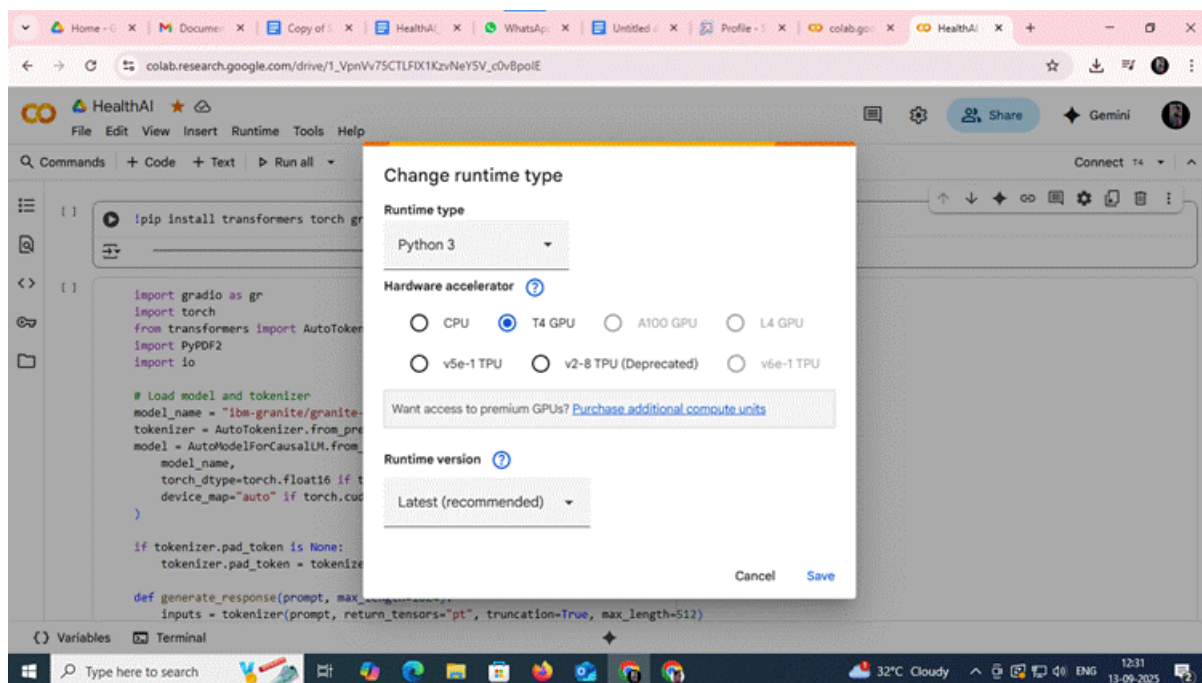 Home - G
Documen
Copy of S
HealthAI_
WhatsAp
Untitled d
Profile - S
colab.goo
HealthAI
colab.research.google.com/drive/1_VpnVv75CTLFlX1KzvNeY5V_c0vBpoIE
HealthAI
File Edit View Insert Runtime Tools Help
Share
Gemini
Commands + Code + Text Run all
Connect T4
[ ] !pip install transformers torch gr
[ ] import gradio as gr
import torch
from transformers import AutoToken
import PyPDF2
import io
# Load model and tokenizer
model_name = "ibm-granite/granite-
tokenizer = AutoTokenizer.from_pre
model = AutoModelForCausalLM.from_
model_name,
torch_dtype=torch.float16 if t
device_map="auto" if torch.cud
)
if tokenizer.pad_token is None:
tokenizer.pad_token = tokenize
def generate_response(prompt, max_length=1024):
inputs = tokenizer(prompt, return_tensors="pt", truncation=True, max_length=512)
Change runtime type
Runtime type
Python 3
Hardware accelerator
CPU T4 GPU A100 GPU L4 GPU
v5e-1 TPU v2-8 TPU (Deprecated) v6e-1 TPU
Want access to premium GPUs? Purchase additional compute units
Runtime version
Latest (recommended)
Cancel Save
Variables Terminal
Type here to search
32°C Cloudy
ENG
12:31
13-09-2025